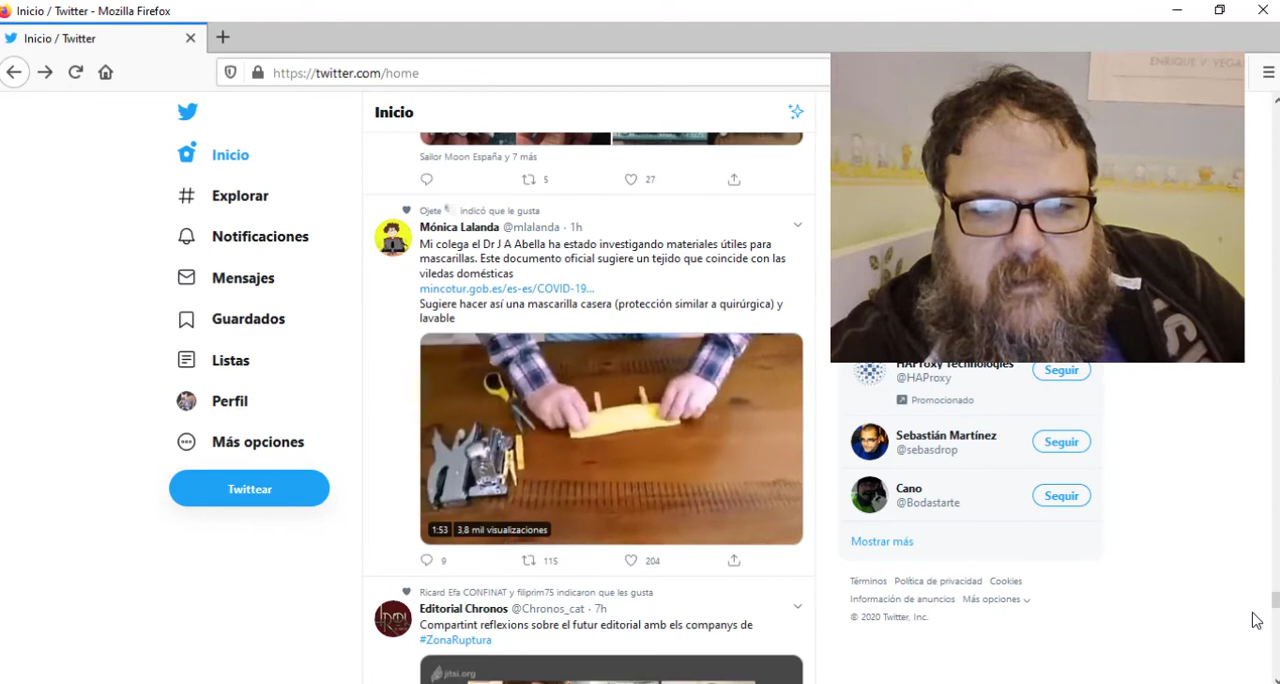 Inicio / Twitter - Mozilla Firefox
Inicio / Twitter
https://twitter.com/home
ENRIQUE V. VEGAS
Inicio
Inicio
Explorar
Notificaciones
Mensajes
Guardados
Listas
Perfil
Más opciones
Twittear
Sailor Moon España y 7 más
5
27
Ojete indicó que le gusta
Mónica Lalanda @mlalanda · 1h
Mi colega el Dr J A Abella ha estado investigando materiales útiles para
mascarillas. Este documento oficial sugiere un tejido que coincide con las
viledas domésticas
mincotur.gob.es/es-es/COVID-19...
Sugiere hacer así una mascarilla casera (protección similar a quirúrgica) y
lavable
1:53
3,8 mil visualizaciones
9
115
204
Ricard Efa CONFINAT y filiprim75 indicaron que les gusta
Editorial Chronos @Chronos_cat · 7h
Compartint reflexions sobre el futur editorial amb els companys de
#ZonaRuptura
jitsi.org
HAProxy Technologies
@HAProxy
Seguir
Promocionado
Sebastián Martínez
@sebasdrop
Seguir
Cano
@Bodastarte
Seguir
Mostrar más
Términos Política de privacidad Cookies
Información de anuncios Más opciones
© 2020 Twitter, Inc.